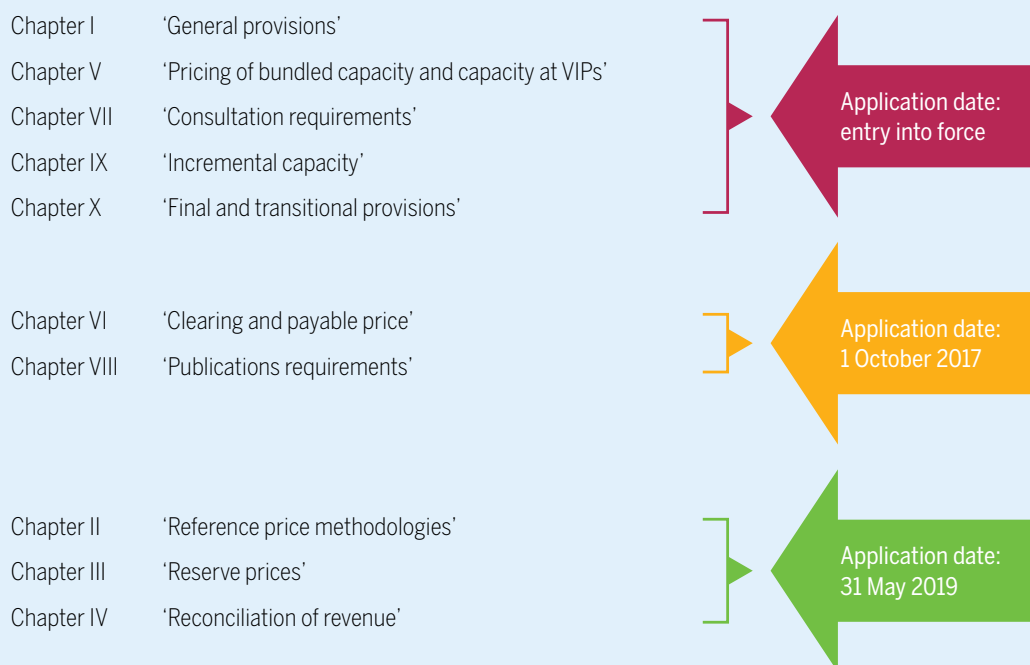 Chapter I ‘General provisions’
Chapter V ‘Pricing of bundled capacity and capacity at VIPs’
Chapter VII ‘Consultation requirements’
Chapter IX ‘Incremental capacity’
Chapter X ‘Final and transitional provisions’
Application date:
entry into force
Chapter VI ‘Clearing and payable price’
Chapter VIII ‘Publications requirements’
Application date:
1 October 2017
Chapter II ‘Reference price methodologies’
Chapter III ‘Reserve prices’
Chapter IV ‘Reconciliation of revenue’
Application date:
31 May 2019